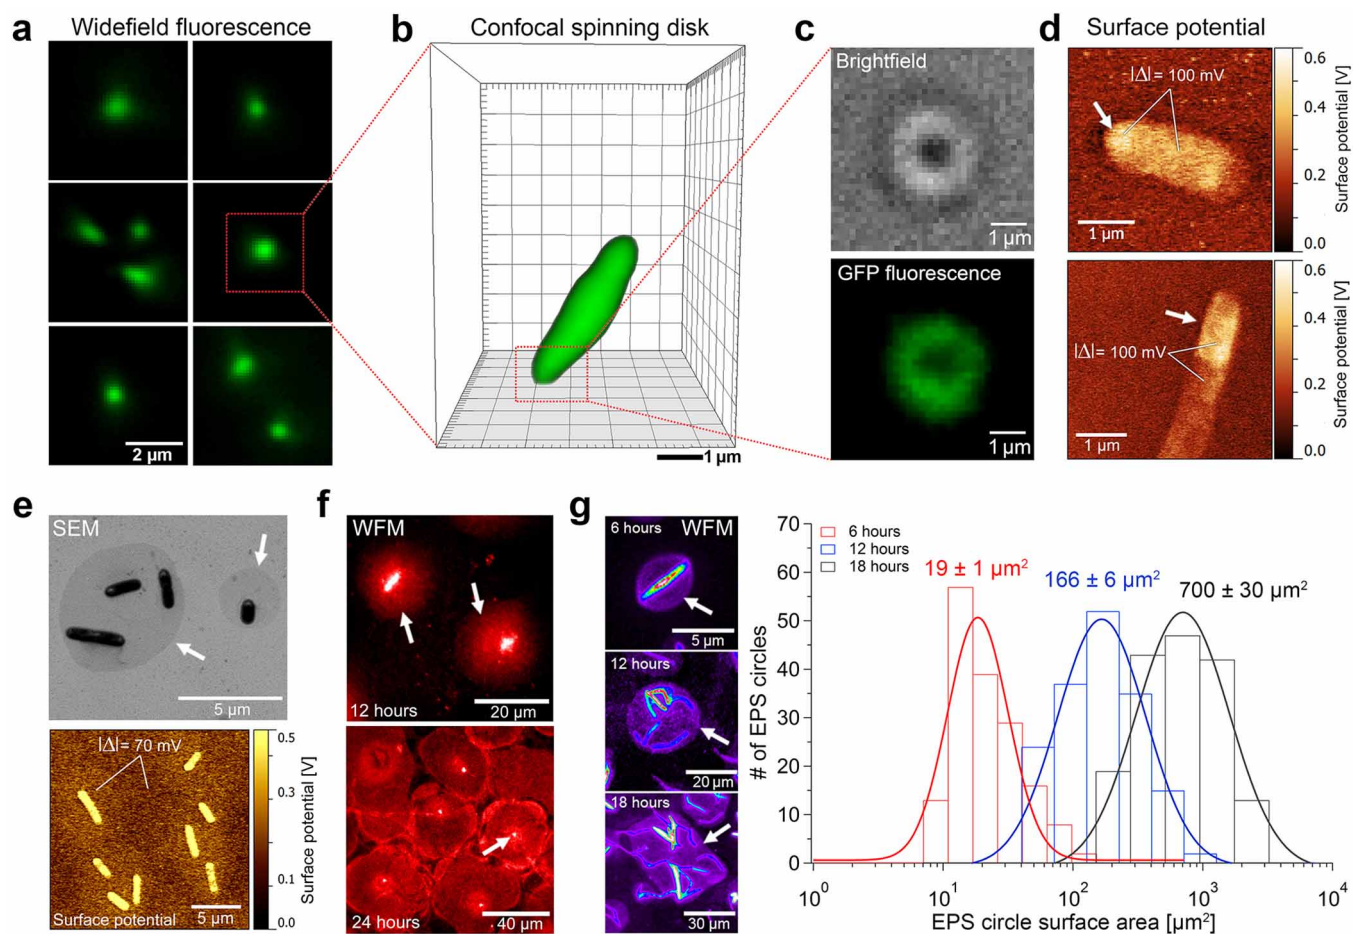 a Widefield fluorescence
2 µm
b Confocal spinning disk
1 µm
c
Brightfield
1 µm
GFP fluorescence
1 µm
d Surface potential
|Δ|= 100 mV
1 µm
0.6
0.4
0.2
0.0
Surface potential [V]
|Δ|= 100 mV
1 µm
0.6
0.4
0.2
0.0
Surface potential [V]
e
SEM
5 µm
|Δ|= 70 mV
Surface potential
5 µm
0.5
0.3
0.1
0.0
Surface potential [V]
f
WFM
12 hours
20 µm
24 hours
40 µm
g
6 hours
WFM
5 µm
12 hours
20 µm
18 hours
30 µm
6 hours
12 hours
18 hours
19 ± 1 µm²
166 ± 6 µm²
700 ± 30 µm²
70
60
50
40
30
20
10
0
# of EPS circles
10⁰ 10¹ 10² 10³ 10⁴
EPS circle surface area [µm²]